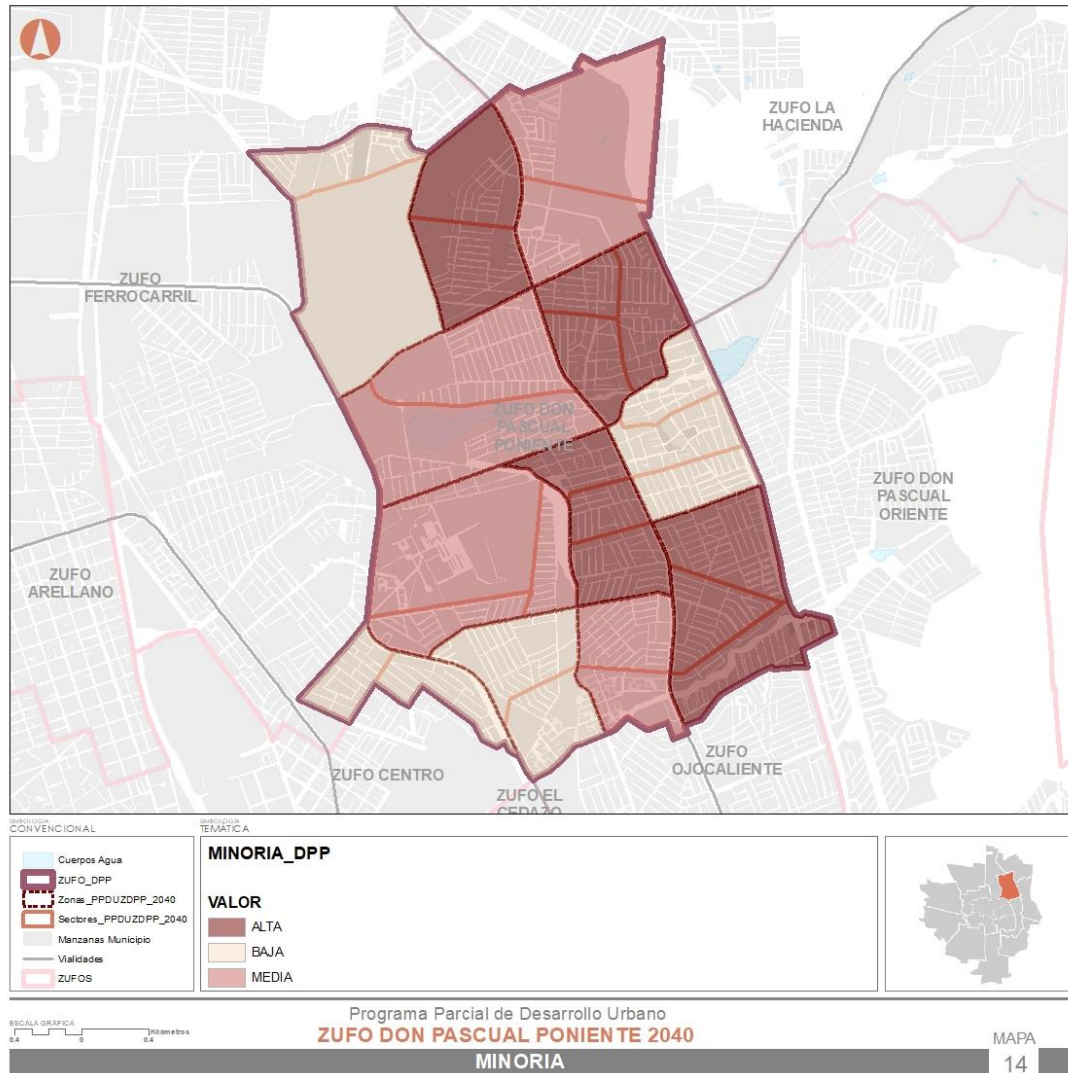 ZUFO LA
HACIENDA
ZUFO
FERROCARRIL
ZUFO DON
PASCUAL
PONIENTE
ZUFO DON
PASCUAL
ORIENTE
ZUFO
ARELLANO
ZUFO CENTRO
ZUFO
OJOCALIENTE
ZUFO EL
CEDAZO
SIMBOLOGÍA
CONVENCIONAL
Cuerpos Agua
ZUFO_DPP
Zonas_PPDUZDPP_2040
Sectores_PPDUZDPP_2040
Manzanas Municipio
Vialidades
ZUFOS
SIMBOLOGÍA
TEMATICA
MINORIA_DPP
VALOR
ALTA
BAJA
MEDIA
ESCALA GRÁFICA
Kilómetros
0.4 0 0.4
Programa Parcial de Desarrollo Urbano
ZUFO DON PASCUAL PONIENTE 2040
MINORIA
MAPA
14